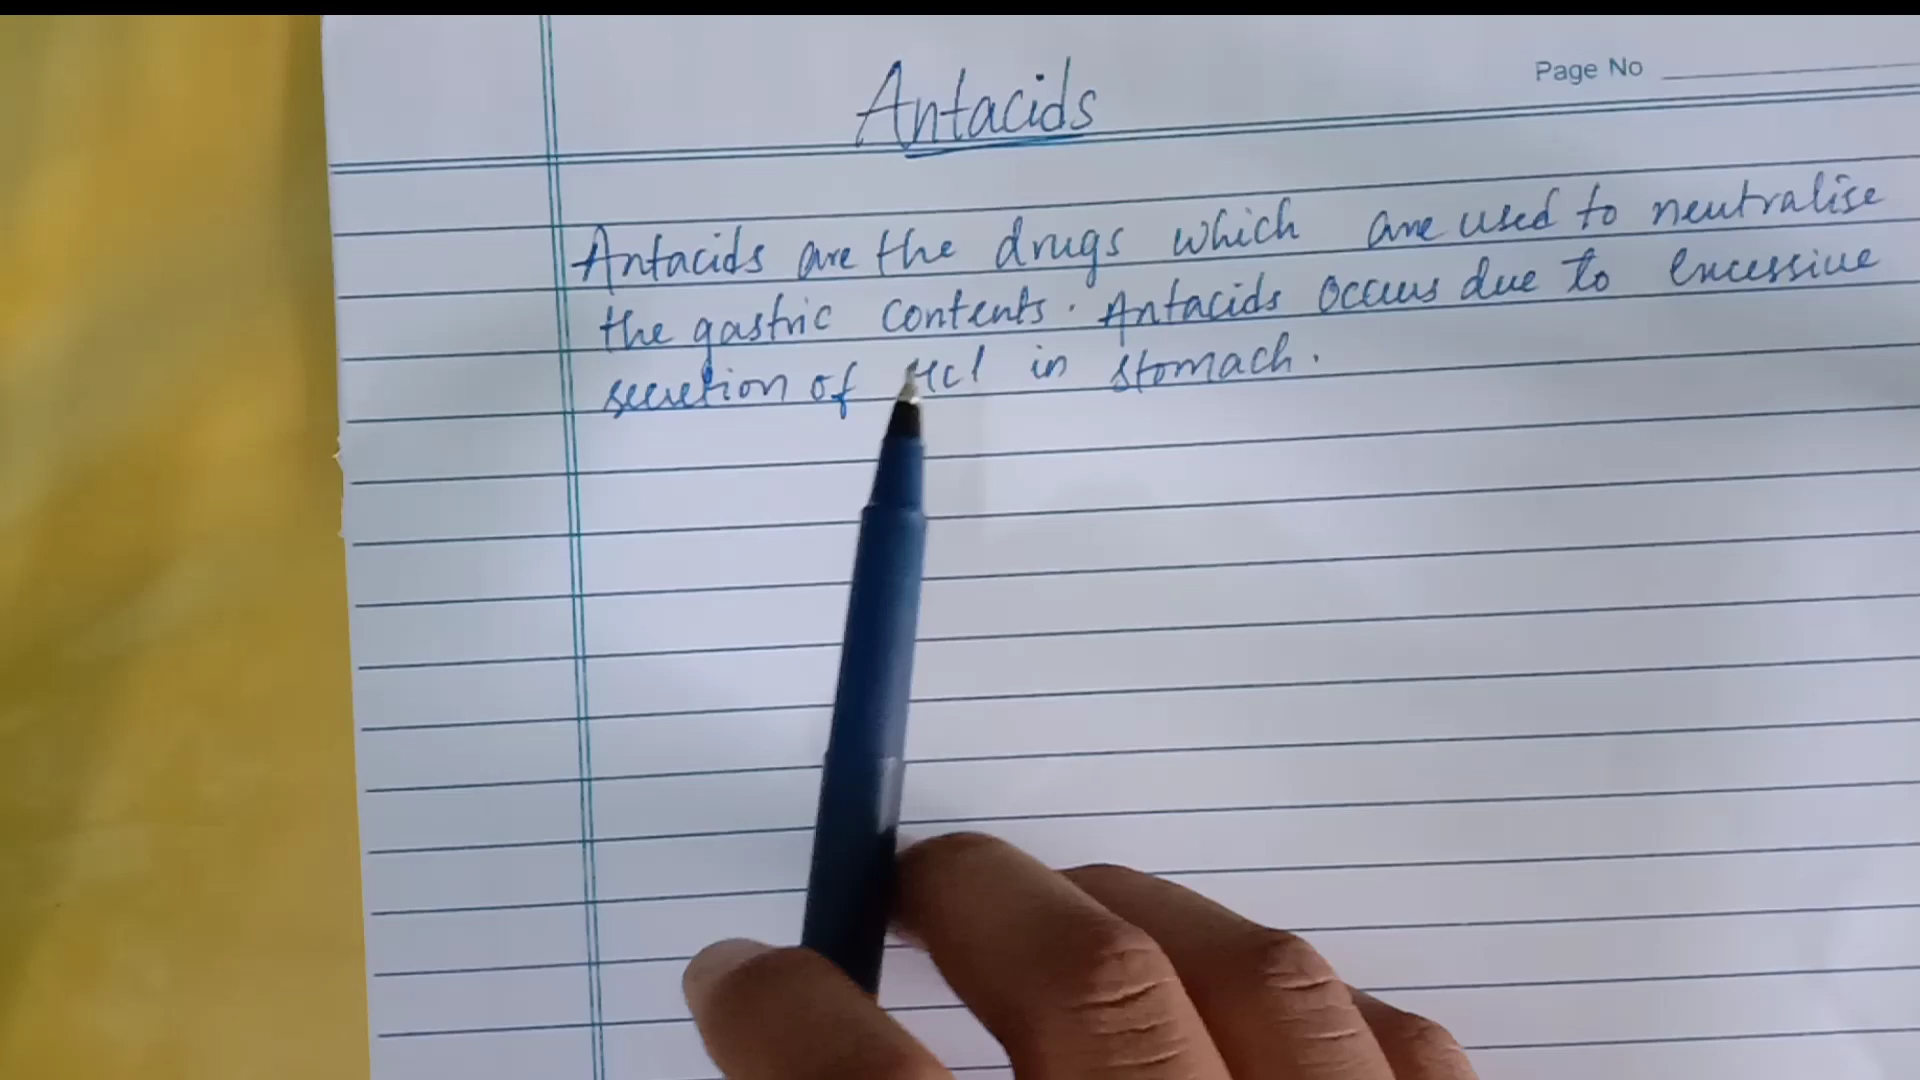 Antacids
Page No
Antacids are the drugs which are used to neutralise
the gastric contents. Antacids occurs due to excessive
secretion of HCl in stomach.